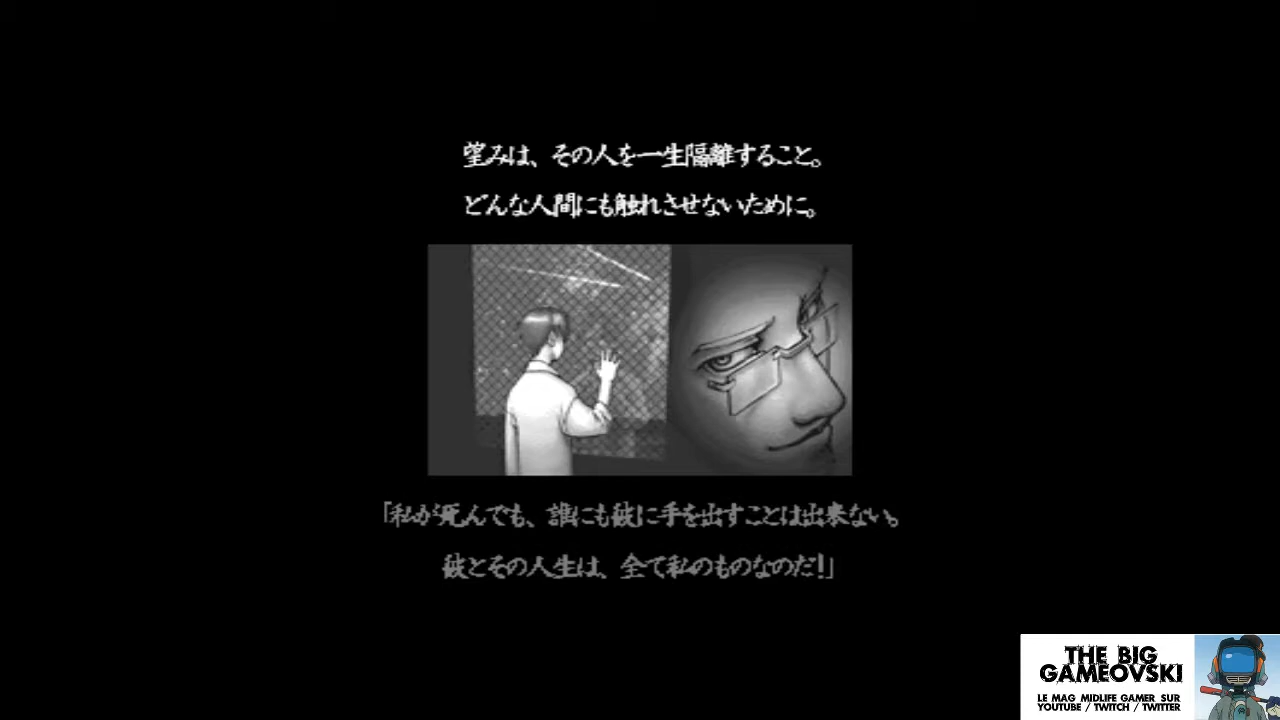 望みは、その人を一生隔離すること。
どんな人間にも触れさせないために。
「私が死んでも、誰にも彼に手を出すことは出来ない。
彼とその人生は、全て私のものなのだ!」
THE BIG
GAMEOVSKI
LE MAG MIDLIFE GAMER SUR
YOUTUBE / TWITCH / TWITTER